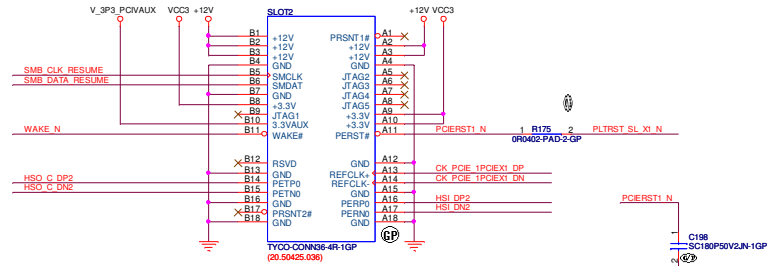 V_3P3_PCIVAUX VCC3 +12V
SLOT2
+12V VCC3
B1 +12V PRSNT1# A1
B2 +12V +12V A2
B3 +12V +12V A3
B4 GND GND A4
SMB_CLK_RESUME B5 SMCLK JTAG2 A5
SMB_DATA_RESUME B6 SMDAT JTAG3 A6
B7 GND JTAG4 A7
B8 +3.3V JTAG5 A8
B9 JTAG1 +3.3V A9
B10 3.3VAUX +3.3V A10
WAKE_N B11 WAKE# PERST# A11 PCIERST1_N 1 R175 2 PLTRST_SL_X1_N
0R0402-PAD-2-GP
B12 RSVD GND A12
B13 GND REFCLK+ A13 CK_PCIE_1PCIEX1_DP
HSO_C_DP2 B14 PETP0 REFCLK- A14 CK_PCIE_1PCIEX1_DN
HSO_C_DN2 B15 PETN0 GND A15
B16 GND PERP0 A16 HSI_DP2 PCIERST1_N
B17 PRSNT2# PERN0 A17 HSI_DN2
B18 GND GND A18
GP
TYCO-CONN36-4R-1GP
(20.50425.036)
1
C198
SC180P50V2JN-1GP
2